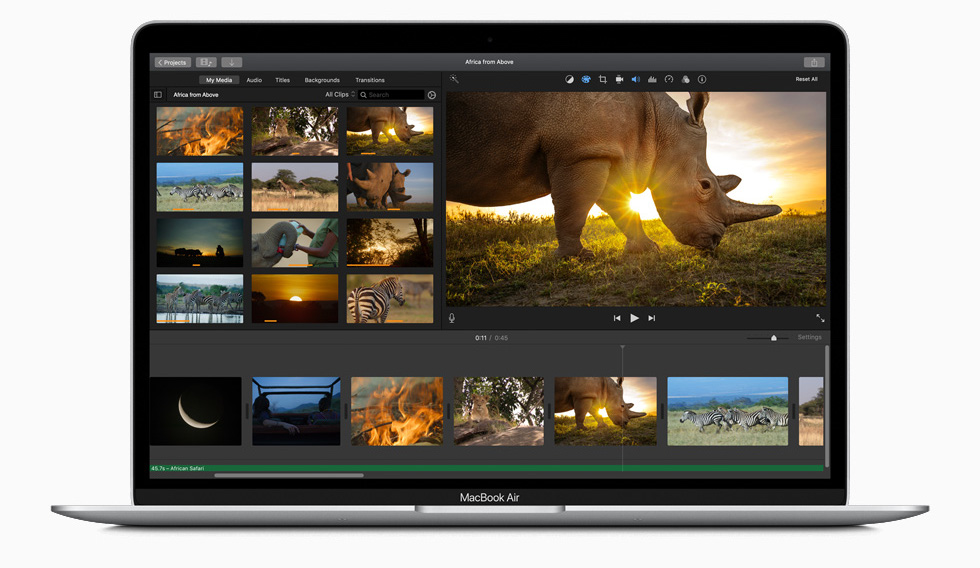 Projects
Africa from Above
My Media Audio Titles Backgrounds Transitions
Reset All
Africa from Above
All Clips
Search
0:11 / 0:45
Settings
45.7s – African Safari
MacBook Air